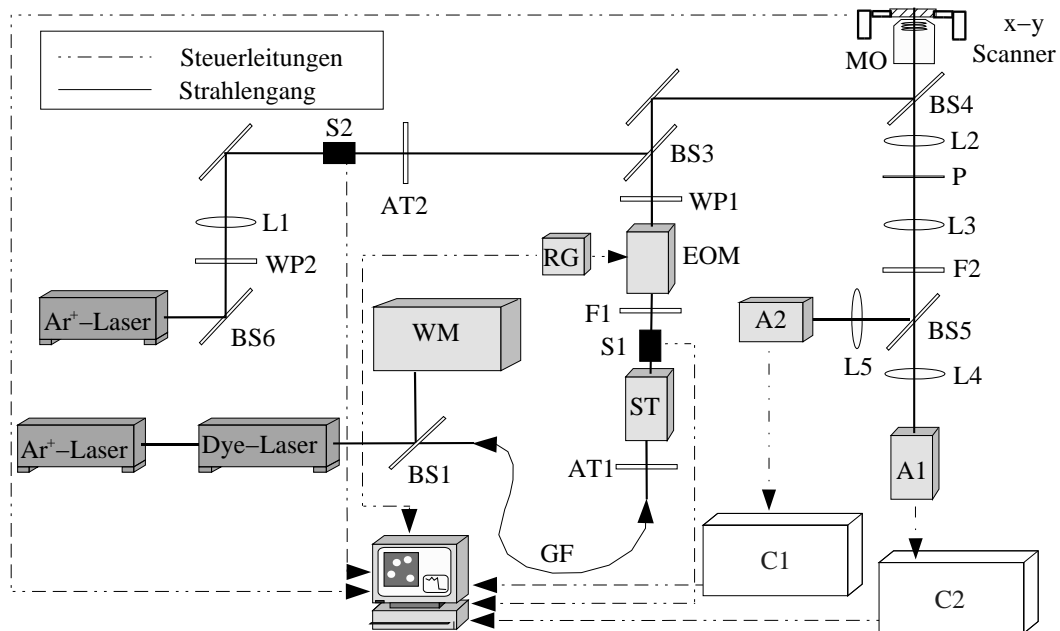 Steuerleitungen
Strahlengang
x−y
Scanner
MO
BS4
S2
L2
BS3
P
AT2
WP1
L1
L3
RG
EOM
WP2
F2
F1
Ar⁺−Laser
BS6
WM
A2
BS5
S1
L5
L4
ST
Ar⁺−Laser
Dye−Laser
BS1
AT1
A1
GF
C1
C2